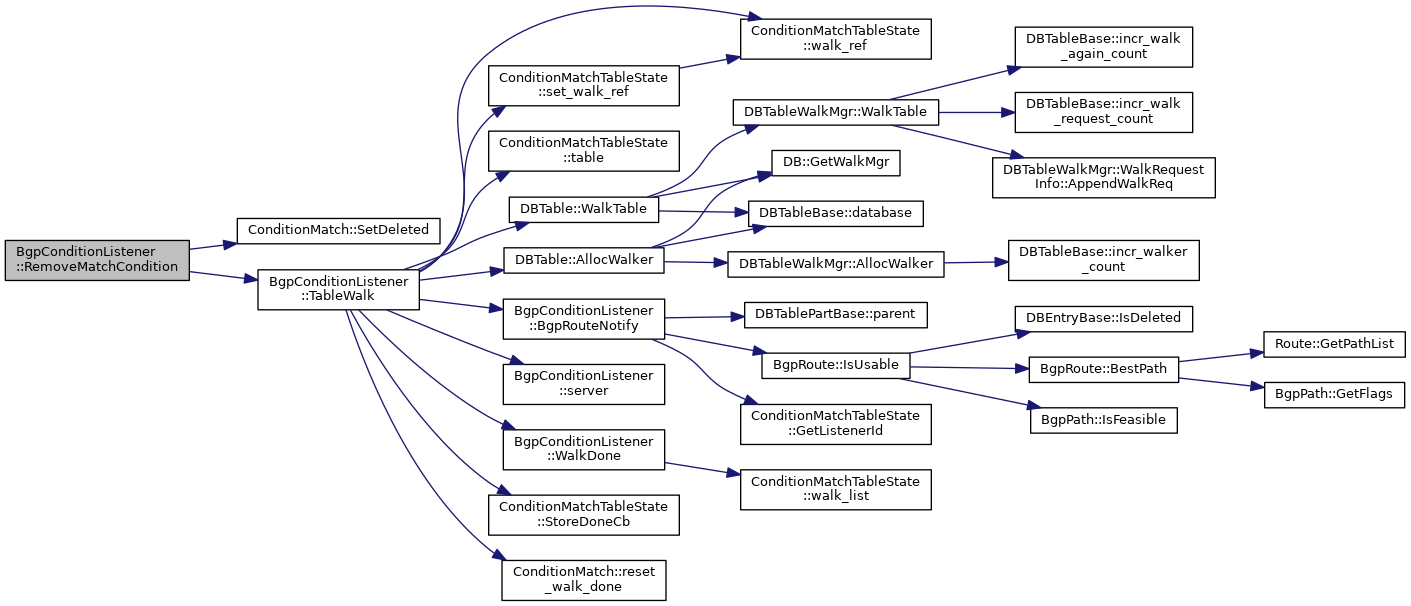 BgpConditionListener
::RemoveMatchCondition
ConditionMatch::SetDeleted
BgpConditionListener
::TableWalk
ConditionMatchTableState
::set_walk_ref
ConditionMatchTableState
::table
DBTable::WalkTable
DBTable::AllocWalker
BgpConditionListener
::BgpRouteNotify
BgpConditionListener
::server
BgpConditionListener
::WalkDone
ConditionMatchTableState
::StoreDoneCb
ConditionMatch::reset
_walk_done
ConditionMatchTableState
::walk_ref
DBTableWalkMgr::WalkTable
DB::GetWalkMgr
DBTableBase::database
DBTableWalkMgr::AllocWalker
DBTablePartBase::parent
BgpRoute::IsUsable
ConditionMatchTableState
::GetListenerId
ConditionMatchTableState
::walk_list
DBTableBase::incr_walk
_again_count
DBTableBase::incr_walk
_request_count
DBTableWalkMgr::WalkRequest
Info::AppendWalkReq
DBTableBase::incr_walker
_count
DBEntryBase::IsDeleted
BgpRoute::BestPath
BgpPath::IsFeasible
Route::GetPathList
BgpPath::GetFlags